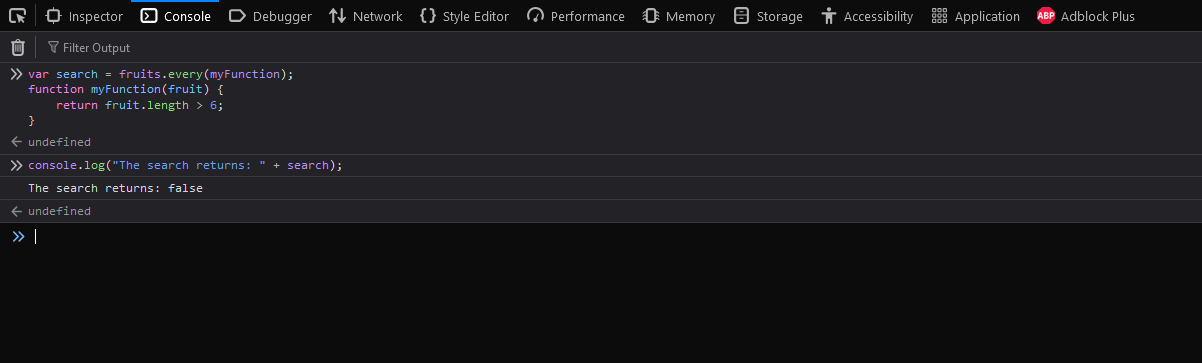 Inspector Console Debugger Network Style Editor Performance Memory Storage Accessibility Application ABP Adblock Plus
Filter Output
var search = fruits.every(myFunction);
function myFunction(fruit) {
    return fruit.length > 6;
}
undefined
console.log("The search returns: " + search);
The search returns: false
undefined